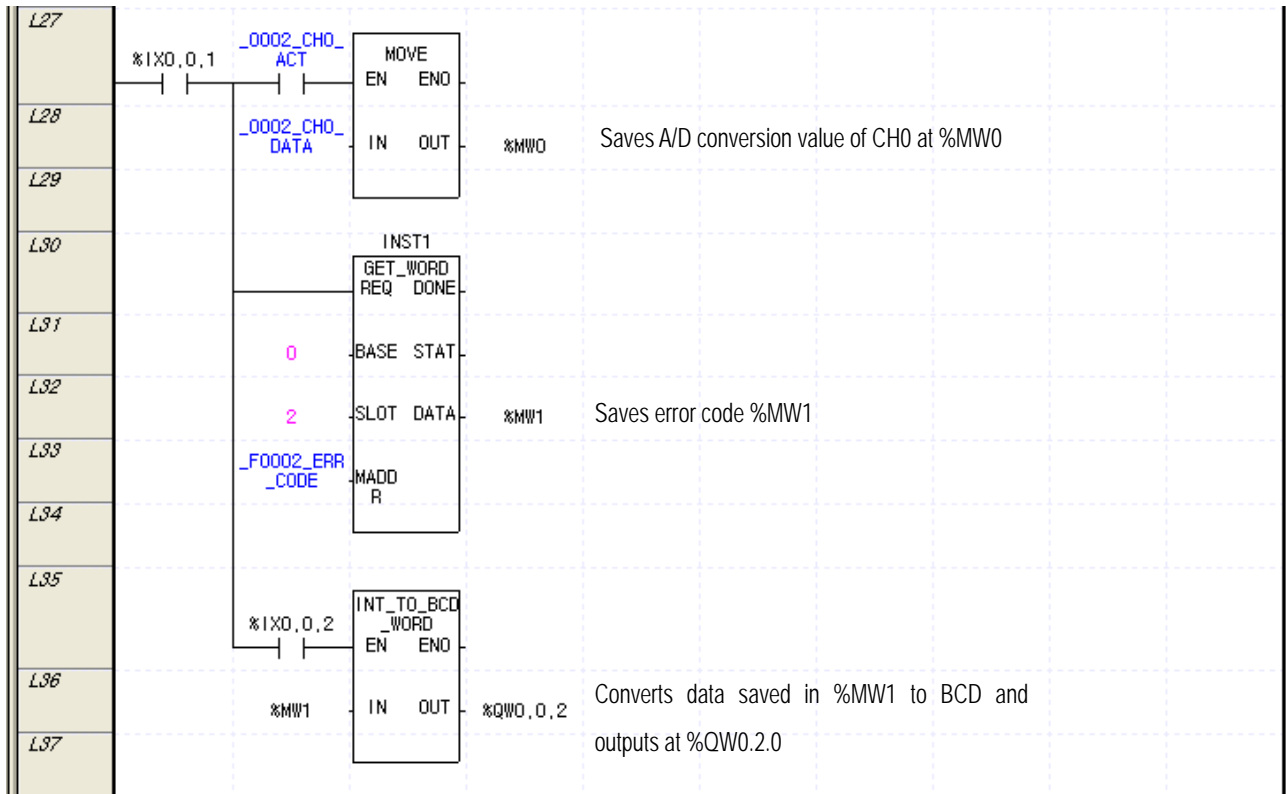 L27
_0002_CH0_
%IX0,0,1 ACT MOVE
EN ENO
L28
_0002_CH0_
DATA IN OUT %MW0 Saves A/D conversion value of CH0 at %MW0
L29
L30 INST1
GET_WORD
REQ DONE
L31
0 BASE STAT
L32
2 SLOT DATA %MW1 Saves error code %MW1
L33
_F0002_ERR
_CODE MADD
R
L34
L35
INT_TO_BCD
%IX0,0,2 _WORD
EN ENO
L36
%MW1 IN OUT %QW0,0,2 Converts data saved in %MW1 to BCD and
L37 outputs at %QW0.2.0